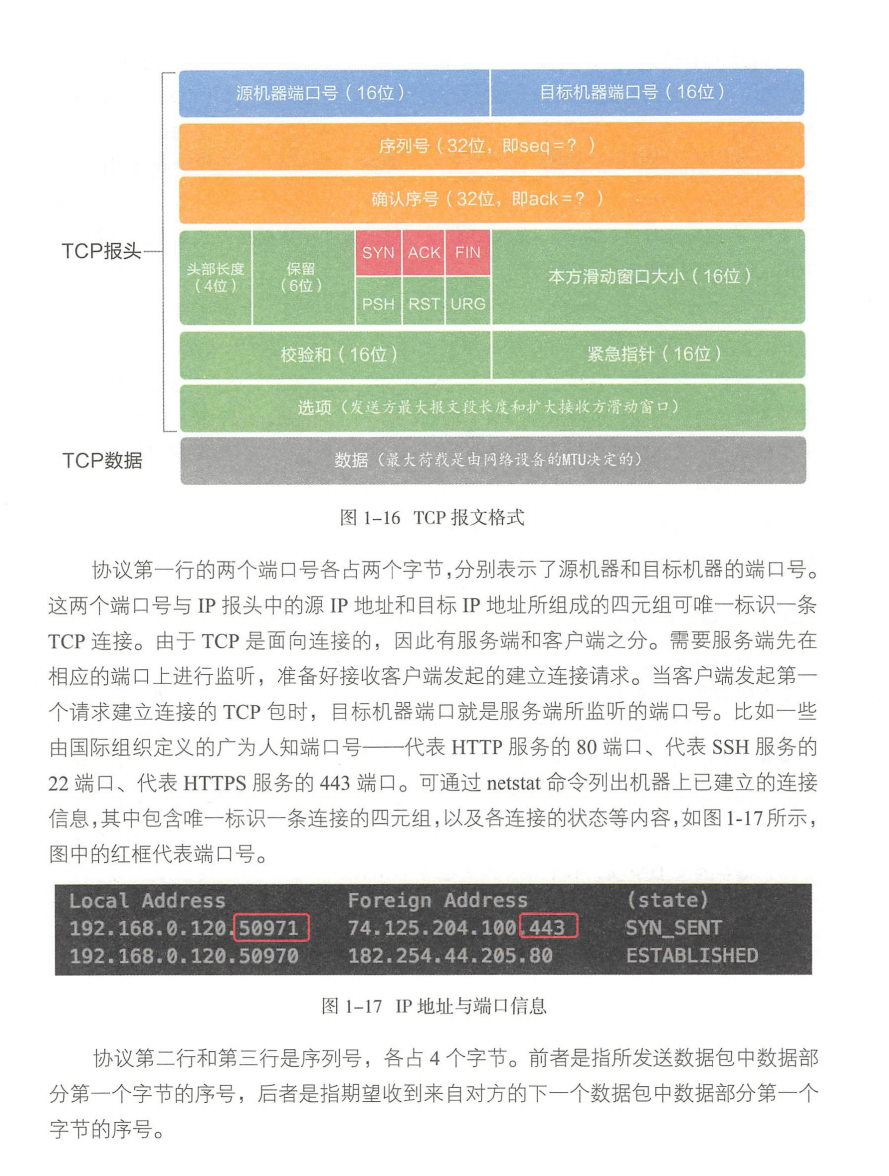 源机器端口号（16位） 目标机器端口号（16位）
序列号（32位，即seq=？）
确认序号（32位，即ack=？）
TCP报头
头部长度
（4位）
保留
（6位）
SYN ACK FIN
PSH RST URG
本方滑动窗口大小（16位）
校验和（16位） 紧急指针（16位）
选项（发送方最大报文段长度和扩大接收方滑动窗口）
TCP数据 数据（最大荷载是由网络设备的MTU决定的）
图 1-16 TCP 报文格式
协议第一行的两个端口号各占两个字节，分别表示了源机器和目标机器的端口号。
这两个端口号与 IP 报头中的源 IP 地址和目标 IP 地址所组成的四元组可唯一标识一条
TCP 连接。由于 TCP 是面向连接的，因此有服务端和客户端之分。需要服务端先在
相应的端口上进行监听，准备好接收客户端发起的建立连接请求。当客户端发起第一
个请求建立连接的 TCP 包时，目标机器端口就是服务端所监听的端口号。比如一些
由国际组织定义的广为人知端口号——代表 HTTP 服务的 80 端口、代表 SSH 服务的
22 端口、代表 HTTPS 服务的 443 端口。可通过 netstat 命令列出机器上已建立的连接
信息，其中包含唯一标识一条连接的四元组，以及各连接的状态等内容，如图 1-17 所示，
图中的红框代表端口号。
Local Address Foreign Address (state)
192.168.0.120.50971 74.125.204.100.443 SYN_SENT
192.168.0.120.50970 182.254.44.205.80 ESTABLISHED
图 1-17 IP 地址与端口信息
协议第二行和第三行是序列号，各占 4 个字节。前者是指所发送数据包中数据部
分第一个字节的序号，后者是指期望收到来自对方的下一个数据包中数据部分第一个
字节的序号。